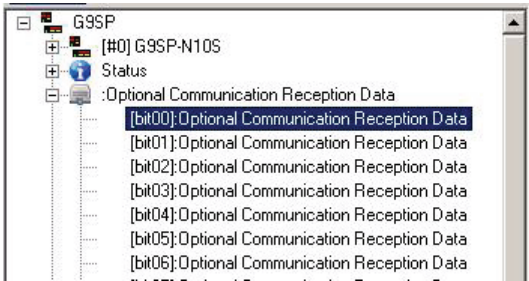 G9SP
[#0] G9SP-N10S
Status
:Optional Communication Reception Data
[bit00]:Optional Communication Reception Data
[bit01]:Optional Communication Reception Data
[bit02]:Optional Communication Reception Data
[bit03]:Optional Communication Reception Data
[bit04]:Optional Communication Reception Data
[bit05]:Optional Communication Reception Data
[bit06]:Optional Communication Reception Data